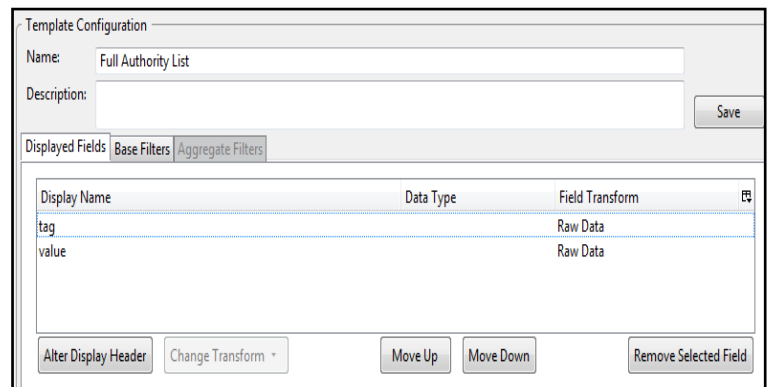 Template Configuration
Name: Full Authority List
Description:
Save
Displayed Fields Base Filters Aggregate Filters
Display Name Data Type Field Transform
tag Raw Data
value Raw Data
Alter Display Header Change Transform Move Up Move Down Remove Selected Field